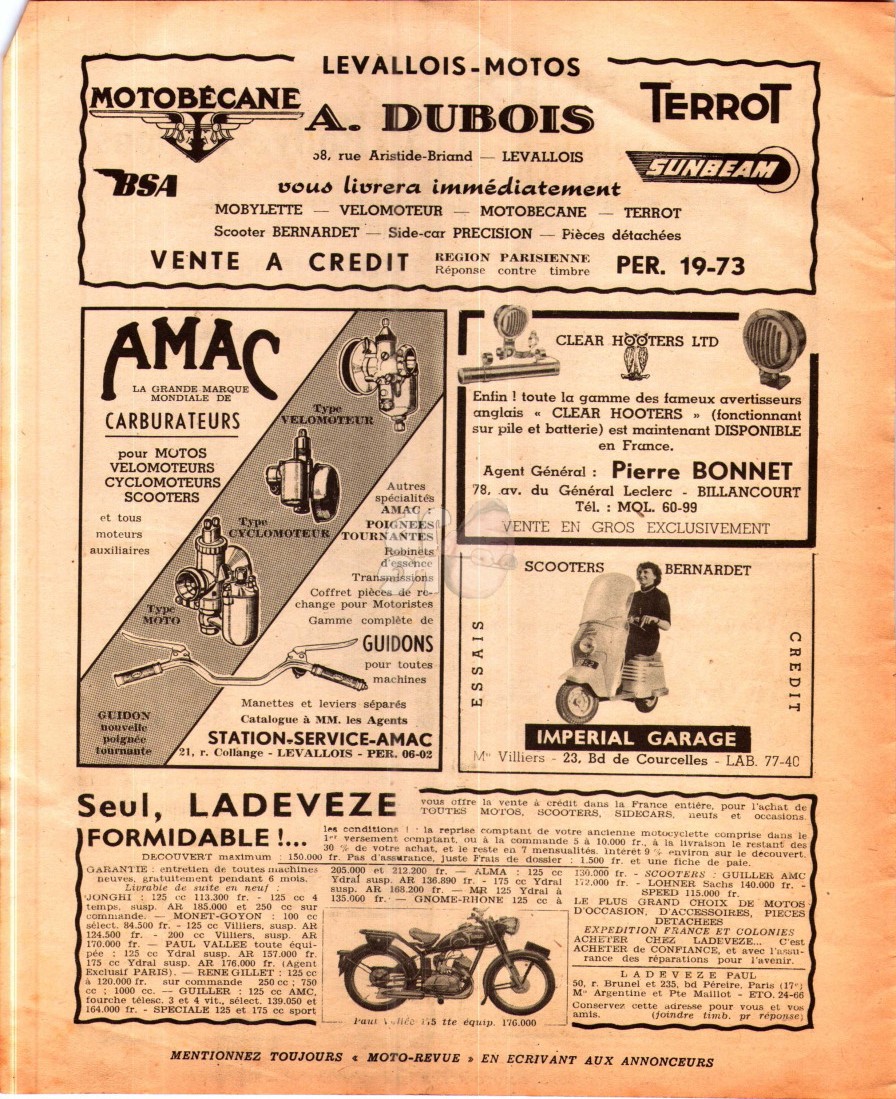 LEVALLOIS-MOTOS
MOTOBÉCANE
A. DUBOIS
TERROT
58, rue Aristide-Briand — LEVALLOIS
SUNBEAM
BSA
vous livrera immédiatement
MOBYLETTE — VELOMOTEUR — MOTOBECANE — TERROT
Scooter BERNARDET — Side-car PRECISION — Pièces détachées
VENTE A CREDIT
REGION PARISIENNE
Réponse contre timbre
PER. 19-73
AMAC
LA GRANDE MARQUE
MONDIALE DE
CARBURATEURS
pour MOTOS
VELOMOTEURS
CYCLOMOTEURS
SCOOTERS
et tous
moteurs
auxiliaires
Type
VELOMOTEUR
Type
CYCLOMOTEUR
Type
MOTO
Autres
spécialités
AMAC :
POIGNEES
TOURNANTES
Robinets
d'essence
Transmissions
Coffret pièces de re-
change pour Motoristes
Gamme complète de
GUIDONS
pour toutes
machines
GUIDON
nouvelle
poignée
tournante
Manettes et leviers séparés
Catalogue à MM. les Agents
STATION-SERVICE-AMAC
21, r. Collange - LEVALLOIS - PER. 06-02
CLEAR HOOTERS LTD
Enfin ! toute la gamme des fameux avertisseurs
anglais « CLEAR HOOTERS » (fonctionnant
sur pile et batterie) est maintenant DISPONIBLE
en France.
Agent Général : Pierre BONNET
78, av. du Général Leclerc - BILLANCOURT
Tél. : MOL. 60-99
VENTE EN GROS EXCLUSIVEMENT
SCOOTERS BERNARDET
ESSAIS
CREDIT
IMPERIAL GARAGE
Mo Villiers - 23, Bd de Courcelles - LAB. 77-40
Seul, LADEVEZE
vous offre la vente à crédit dans la France entière, pour l'achat de
TOUTES MOTOS, SCOOTERS, SIDECARS, neufs et occasions.
FORMIDABLE !...
les conditions ! : la reprise comptant de votre ancienne motocyclette comprise dans le
1er versement comptant, ou à la commande 5 à 10.000 fr., à la livraison le restant des
30 % de votre achat, et le reste en 7 mensualités. Intérêt 9 % environ sur le découvert.
DECOUVERT maximum : 150.000 fr. Pas d'assurance, juste Frais de dossier : 1.500 fr. et une fiche de paie.
GARANTIE : entretien de toutes machines
neuves, gratuitement pendant 6 mois.
Livrable de suite en neuf :
JONGHI : 125 cc 113.300 fr. - 125 cc 4
temps. susp. AR 185.000 et 250 cc sur
commande. — MONET-GOYON : 100 cc
sélect. 84.500 fr. - 125 cc Villiers, susp. AR
124.500 fr. - 200 cc Villiers, susp. AR
170.000 fr. — PAUL VALLEE toute équi-
pée : 125 cc Ydral susp. AR 157.000 fr.
175 cc Ydral susp. AR 176.000 fr. (Agent
Exclusif PARIS). — RENE GILLET : 125 cc
à 120.000 fr. sur commande 250 cc ; 750
cc ; 1000 cc. — GUILLER : 125 cc AMC,
fourche télesc. 3 et 4 vit., sélect. 139.050 et
164.000 fr. - SPECIALE 125 et 175 cc sport
205.000 et 212.200 fr. — ALMA : 125 cc
Ydral susp. AR 136.890 fr. - 175 cc Ydral
susp. AR 168.200 fr. — MR 125 Ydral à
135.000 fr. — GNOME-RHONE 125 cc à
Paul Vallée 175 tte équip. 176.000
130.000 fr. - SCOOTERS : GUILLER AMC
172.000 fr. - LOHNER Sachs 140.000 fr. -
SPEED 115.000 fr.
LE PLUS GRAND CHOIX DE MOTOS
D'OCCASION, D'ACCESSOIRES, PIECES
DETACHEES
EXPEDITION FRANCE ET COLONIES
ACHETER CHEZ LADEVEZE... C'est
ACHETER de CONFIANCE, et avec l'assu-
rance des réparations pour l'avenir.
LADEVEZE PAUL
50, r. Brunel et 235, bd Péreire, Paris (17e)
Mo Argentine et Pte Maillot - ETO. 24-66
Conservez cette adresse pour vous et vos
amis. (joindre timb. pr réponse)
MENTIONNEZ TOUJOURS « MOTO-REVUE » EN ECRIVANT AUX ANNONCEURS